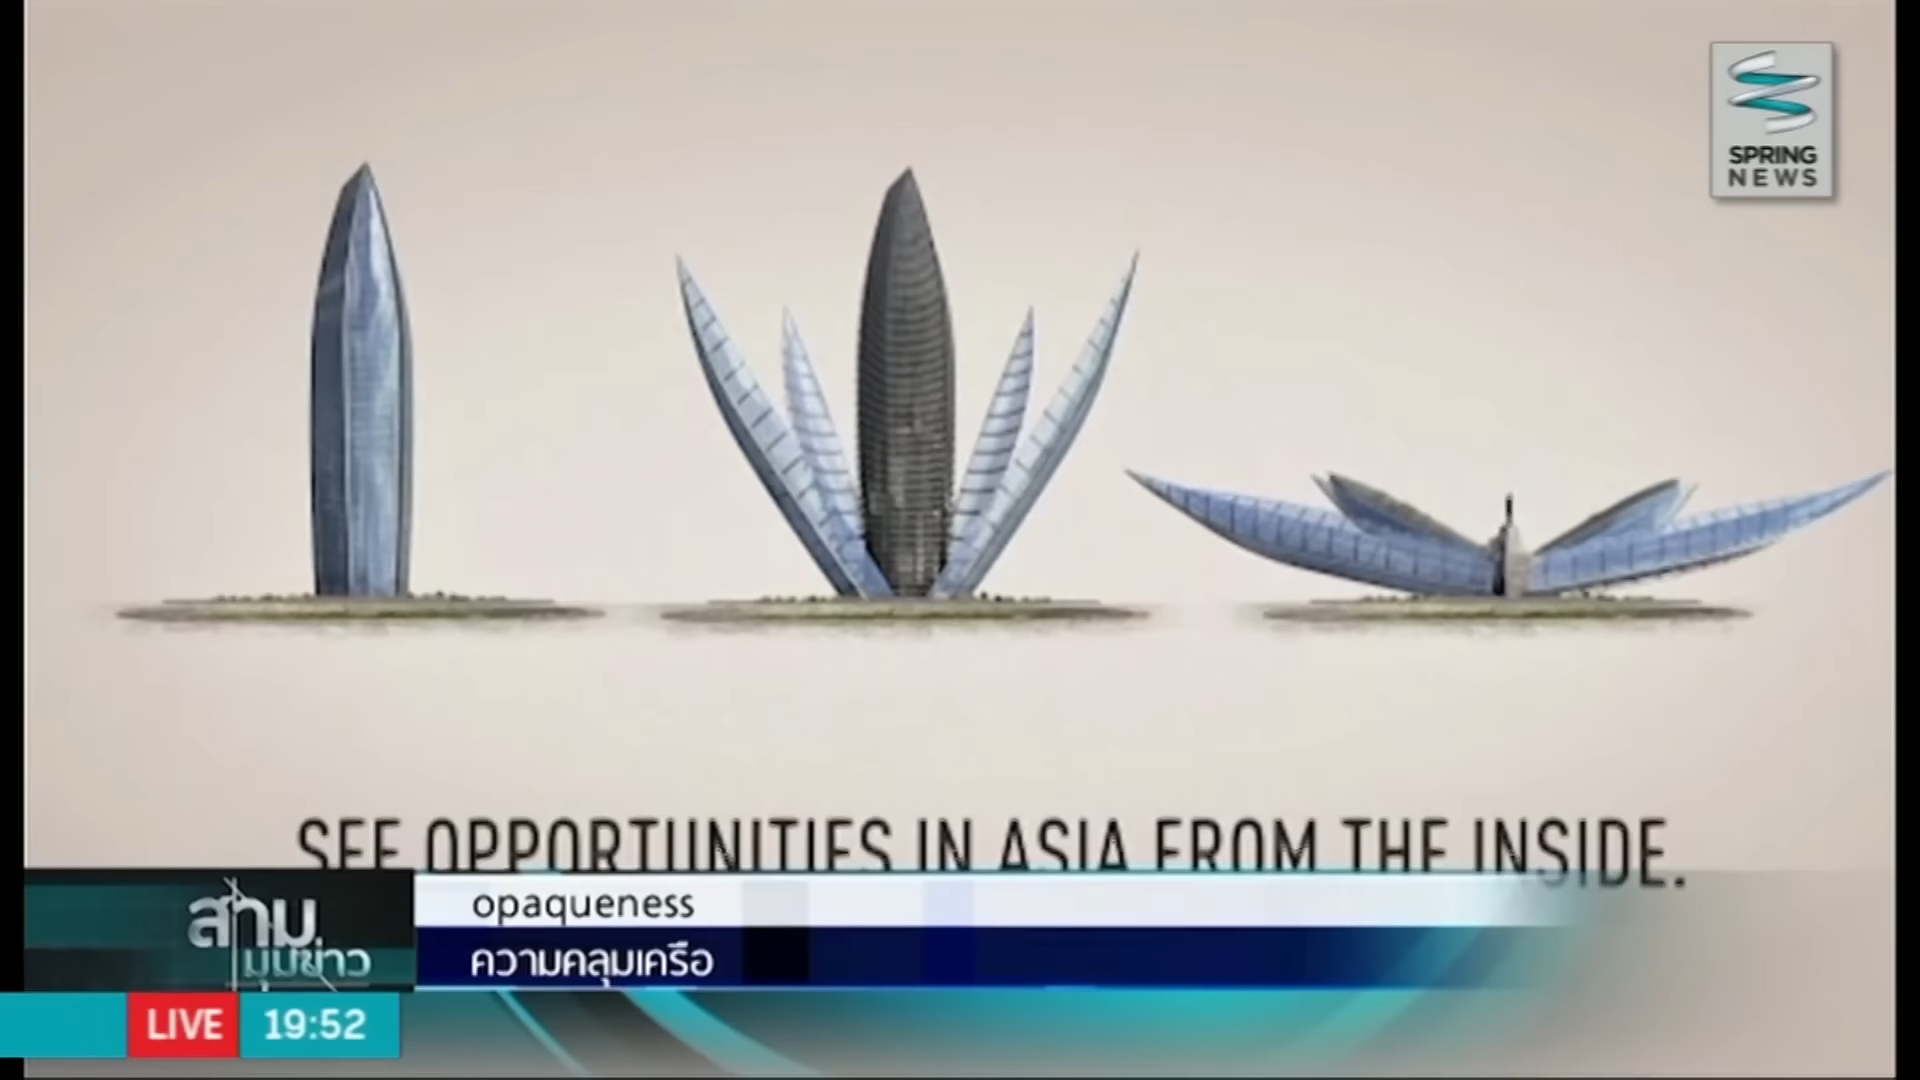 SPRING
NEWS
SEE OPPORTUNITIES IN ASIA FROM THE INSIDE.
opaqueness
สาม
มุมข่าว
ความคลุมเครือ
LIVE 19:52